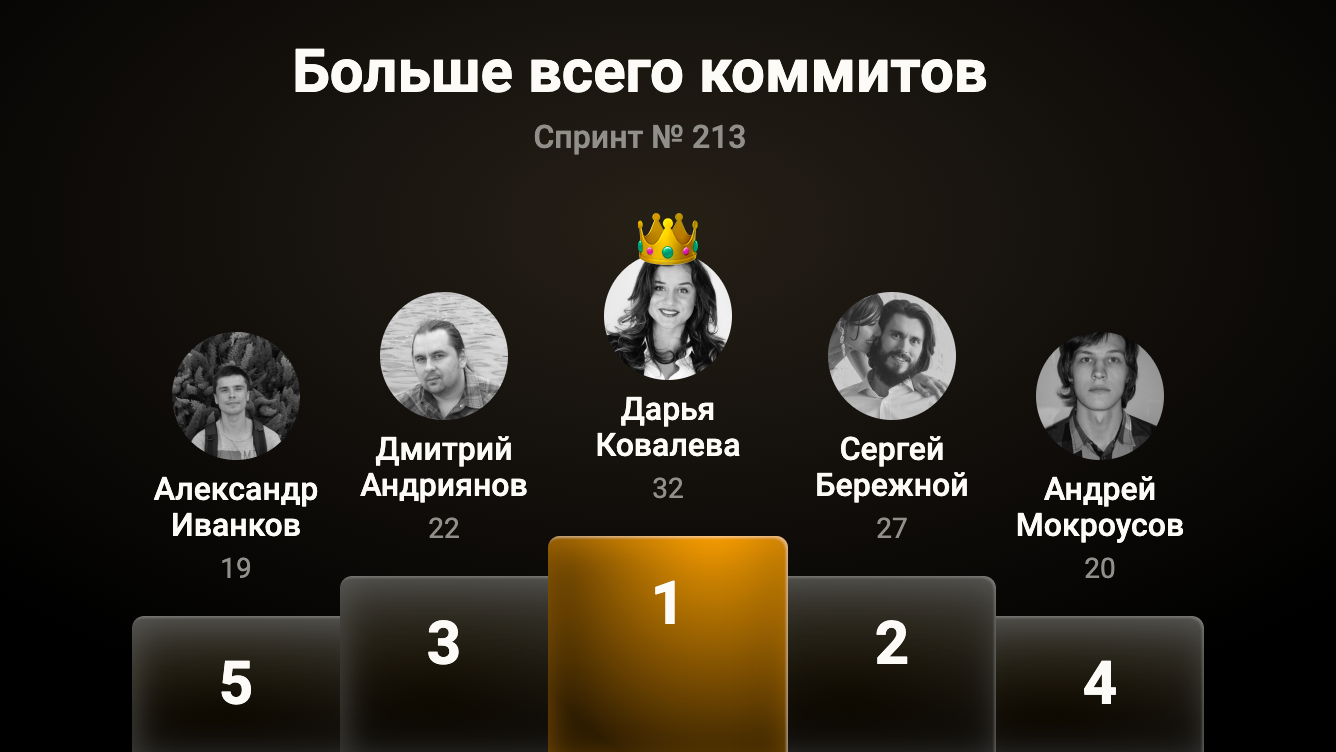 Больше всего коммитов
Спринт № 213
Дарья
Ковалева
32
Дмитрий
Андриянов
22
Сергей
Бережной
27
Александр
Иванков
19
Андрей
Мокроусов
20
1
3
2
5
4